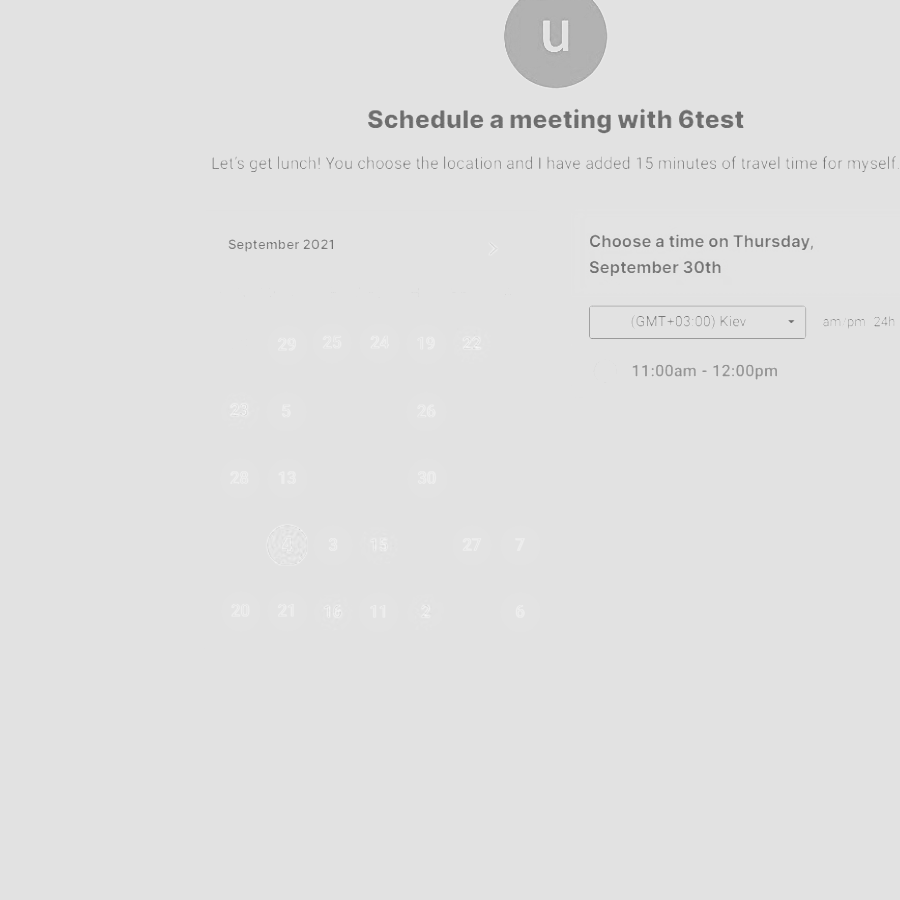 u
Schedule a meeting with 6test
Let's get lunch! You choose the location and I have added 15 minutes of travel time for myself.
September 2021
Choose a time on Thursday,
September 30th
(GMT+03:00) Kiev
am/pm 24h
11:00am - 12:00pm
29 25 24 19 22
5 26
28 13 30
3 15 27 7
20 21 16 11 2 6